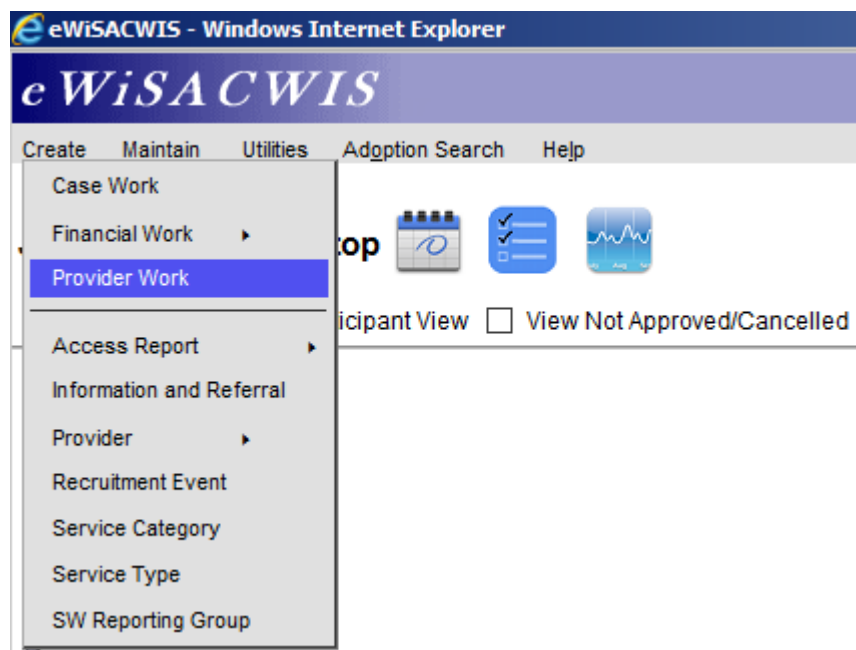 eWiSACWIS - Windows Internet Explorer
e WiSACWIS
Create Maintain Utilities Adoption Search Help
Case Work
Financial Work
top
Provider Work
icipant View View Not Approved/Cancelled
Access Report
Information and Referral
Provider
Recruitment Event
Service Category
Service Type
SW Reporting Group